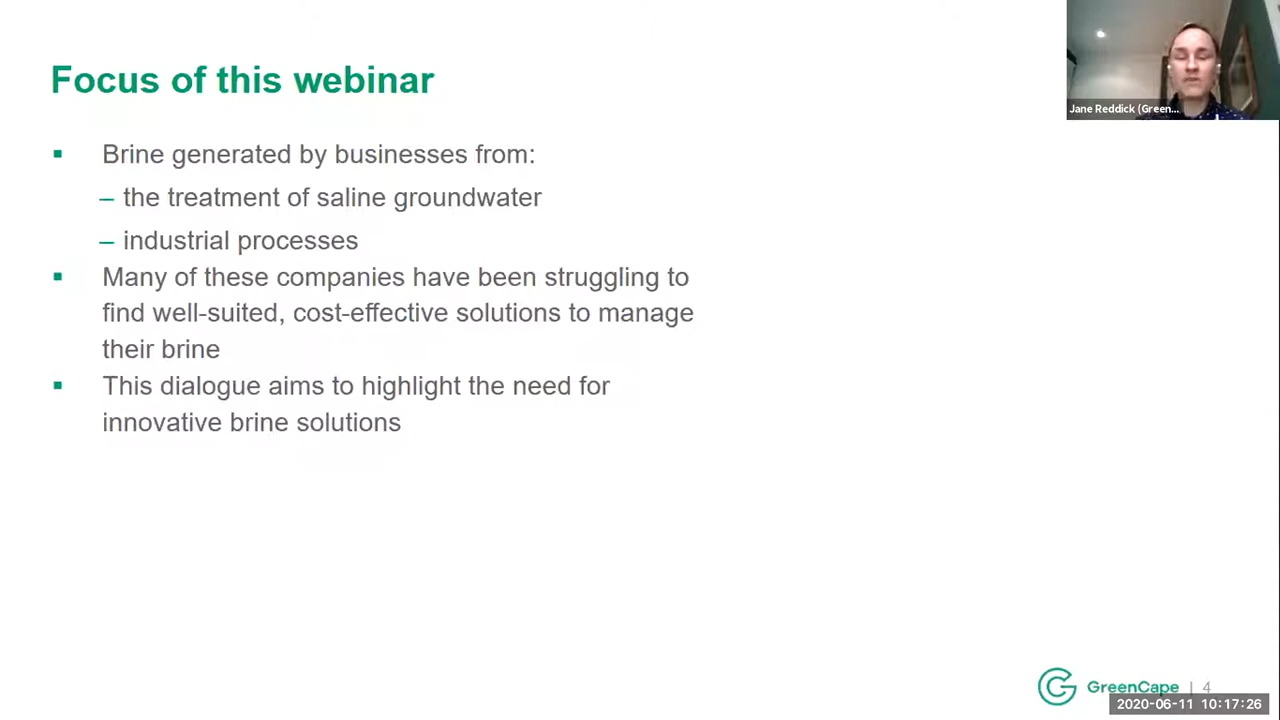 Focus of this webinar
Jane Reddick (Green...
▪ Brine generated by businesses from:
– the treatment of saline groundwater
– industrial processes
▪ Many of these companies have been struggling to
find well-suited, cost-effective solutions to manage
their brine
▪ This dialogue aims to highlight the need for
innovative brine solutions
GreenCape | 4
2020-06-11 10:17:26